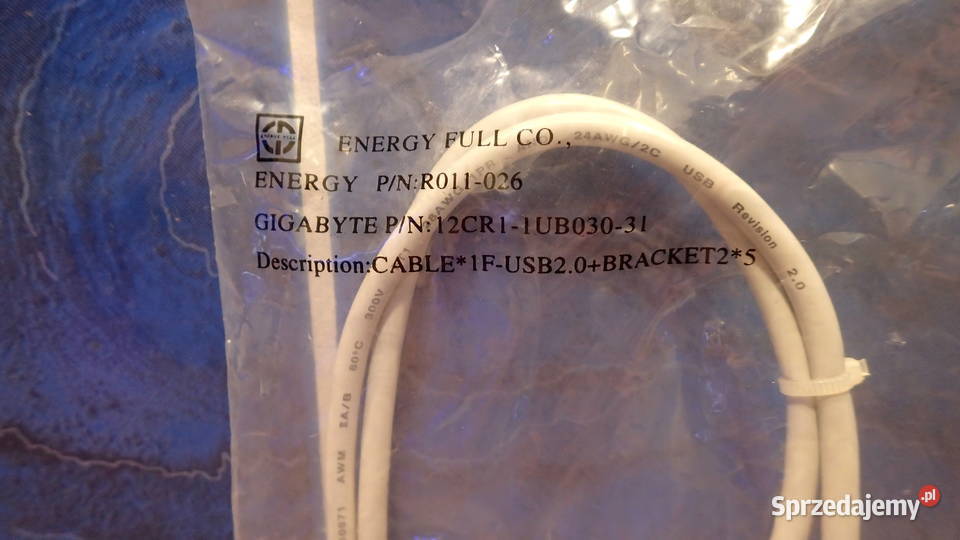 ENERGY FULL CO.,
ENERGY P/N:R011-026
GIGABYTE P/N:12CR1-1UB030-31
Description:CABLE*1F-USB2.0+BRACKET2*5
AWM 80°C 300V
24AWG/2C USB Revision 2.0
Sprzedajemy.pl